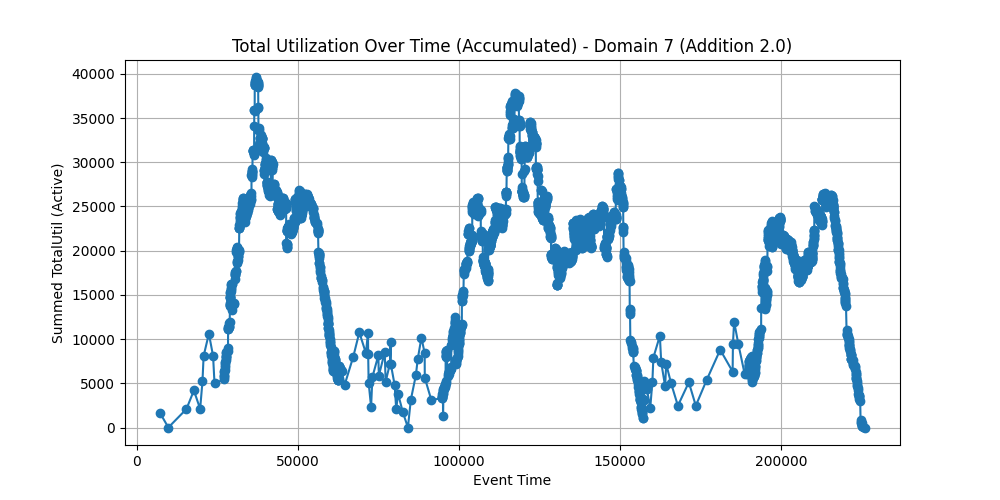 Total Utilization Over Time (Accumulated) - Domain 7 (Addition 2.0)
Summed TotalUtil (Active)
40000
35000
30000
25000
20000
15000
10000
5000
0
0 50000 100000 150000 200000
Event Time